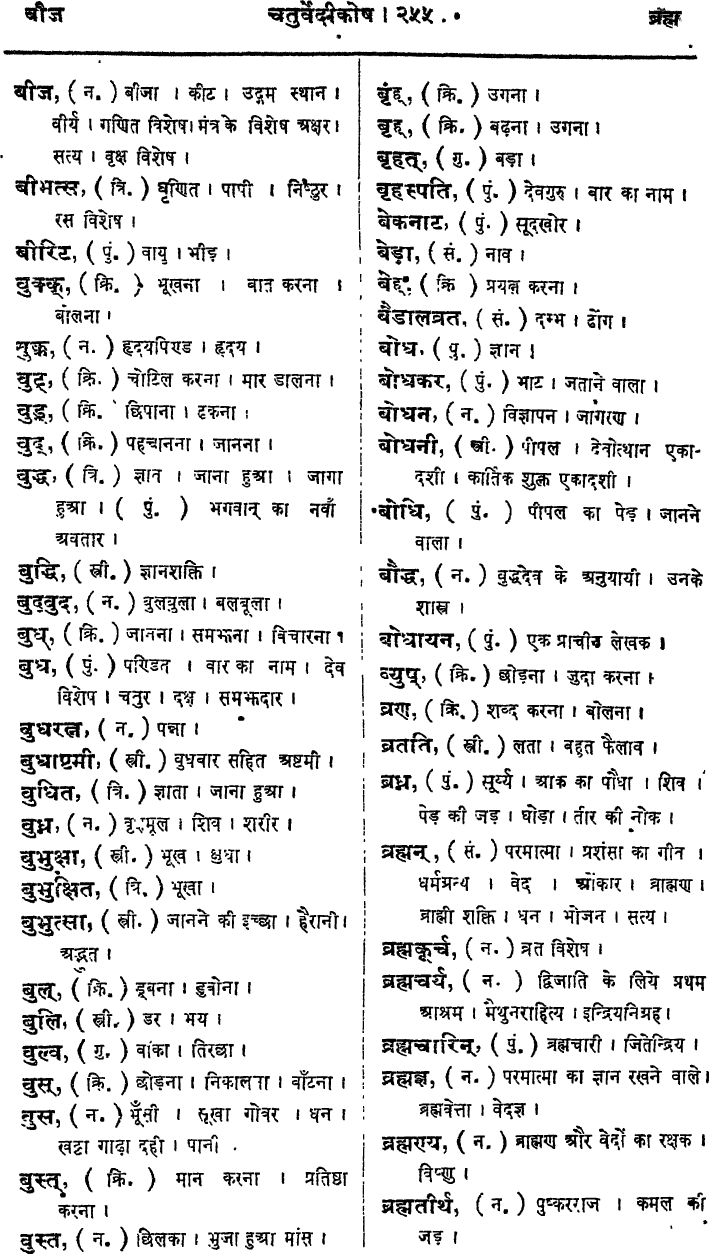 बीज
चतुर्वेदीकोष । २५५
ब्रह्म
बीज, ( न. ) बीजा । कीट । उद्गम स्थान ।
वीर्य । गणित विशेष। मंत्र के विशेष अक्षर।
सत्य । वृक्ष विशेष ।
बीभत्स, ( त्रि. ) घृणित । पापी । निष्ठुर ।
रस विशेष ।
बीरिट, ( पुं. ) वायु । भीड़ ।
बुक्क्, ( क्रि. ) भूखना । बात करना ।
बोलना ।
बुक्क, ( न. ) हृदयपिण्ड । हृदय ।
बुट्, ( क्रि. ) चोटिल करना । मार डालना ।
बुड्, ( क्रि. छिपाना । ढकना ।
बुद्, ( क्रि. ) पहचानना । जानना ।
बुद्ध, ( त्रि. ) ज्ञात । जाना हुआ । जागा
हुआ । ( पुं. ) भगवान् का नवाँ
अवतार ।
बुद्धि, ( स्त्री. ) ज्ञानशक्ति ।
बुदबुद, ( न. ) बुलबुला । बलबूला ।
बुध्, ( क्रि. ) जानना । समझना । विचारना ।
बुध, ( पुं. ) पण्डित । वार का नाम । देव
विशेष । चतुर । दक्ष । समझदार ।
बुधरत्न, ( न. ) पन्ना ।
बुधाष्टमी, ( स्त्री. ) बुधवार सहित अष्टमी ।
बुधित, ( त्रि. ) ज्ञाता । जाना हुआ ।
बुध्न, ( न. ) वृक्षमूल । शिव । शरीर ।
बुभुक्षा, ( स्त्री. ) भूख । क्षुधा ।
बुभुक्षित, ( त्रि. ) भूखा ।
बुभुत्सा, ( स्त्री. ) जानने की इच्छा । हैरानी।
अद्भुत ।
बुल्, ( क्रि. ) डूबना । डुबोना ।
बुलि, ( स्त्री. ) डर । भय ।
बुल्व, ( गु. ) बांका । तिरछा ।
बुस्, ( क्रि. ) छोड़ना । निकालना । बाँटना ।
बुस, ( न. ) भूँसी । सूखा गोबर । धन ।
खट्टा गाढ़ा दही । पानी .
बुस्त्, ( क्रि. ) मान करना । प्रतिष्ठा
करना ।
बुस्त, ( न. ) छिलका । भुजा हुआ मांस ।
बृंह्, ( क्रि. ) उगना ।
बृह्, ( क्रि. ) बढ़ना । उगना ।
बृहत्, ( गु. ) बड़ा ।
बृहस्पति, ( पुं. ) देवगुरु । वार का नाम ।
बेकनाट, ( पुं. ) सूदखोर ।
बेड़ा, ( सं. ) नाव ।
बेह्, ( क्रि ) प्रयत्न करना ।
बैडालव्रत, ( सं. ) दम्भ । ढोंग ।
बोध, ( पु. ) ज्ञान ।
बोधकर, ( पुं. ) भाट । जताने वाला ।
बोधन, ( न. ) विज्ञापन । जागरण ।
बोधनी, ( स्त्री. ) पीपल । देवोत्थान एका-
दशी । कार्तिक शुक्ल एकादशी ।
बोधि, ( पुं. ) पीपल का पेड़ । जानने
वाला ।
बौद्ध, ( न. ) बुद्धदेव के अनुयायी । उनके
शास्त्र ।
बोधायन, ( पुं. ) एक प्राचीन लेखक ।
व्युष्, ( क्रि. ) छोड़ना । जुदा करना ।
व्रण, ( क्रि. ) शब्द करना । बोलना ।
व्रतति, ( स्त्री. ) लता । बहुत फैलाव ।
ब्रध्न, ( पुं. ) सूर्य्य । आक का पौधा । शिव ।
पेड़ की जड़ । घोड़ा । तीर की नोक ।
ब्रह्मन्, ( सं. ) परमात्मा । प्रशंसा का गीत ।
धर्मग्रन्थ । वेद । ओंकार । ब्राह्मण ।
ब्राह्मी शक्ति । धन । भोजन । सत्य ।
ब्रह्मकूर्च, ( न. ) व्रत विशेष ।
ब्रह्मचर्य, ( न. ) द्विजाति के लिये प्रथम
आश्रम । मैथुनराहित्य । इन्द्रियनिग्रह।
ब्रह्मचारिन्, ( पुं. ) ब्रह्मचारी । जितेन्द्रिय ।
ब्रह्मज्ञ, ( न. ) परमात्मा का ज्ञान रखने वाले।
ब्रह्मवेत्ता । वेदज्ञ ।
ब्रह्मण्य, ( न. ) ब्राह्मण और वेदों का रक्षक ।
विष्णु ।
ब्रह्मतीर्थ, ( न. ) पुष्करराज । कमल की
जड़ ।